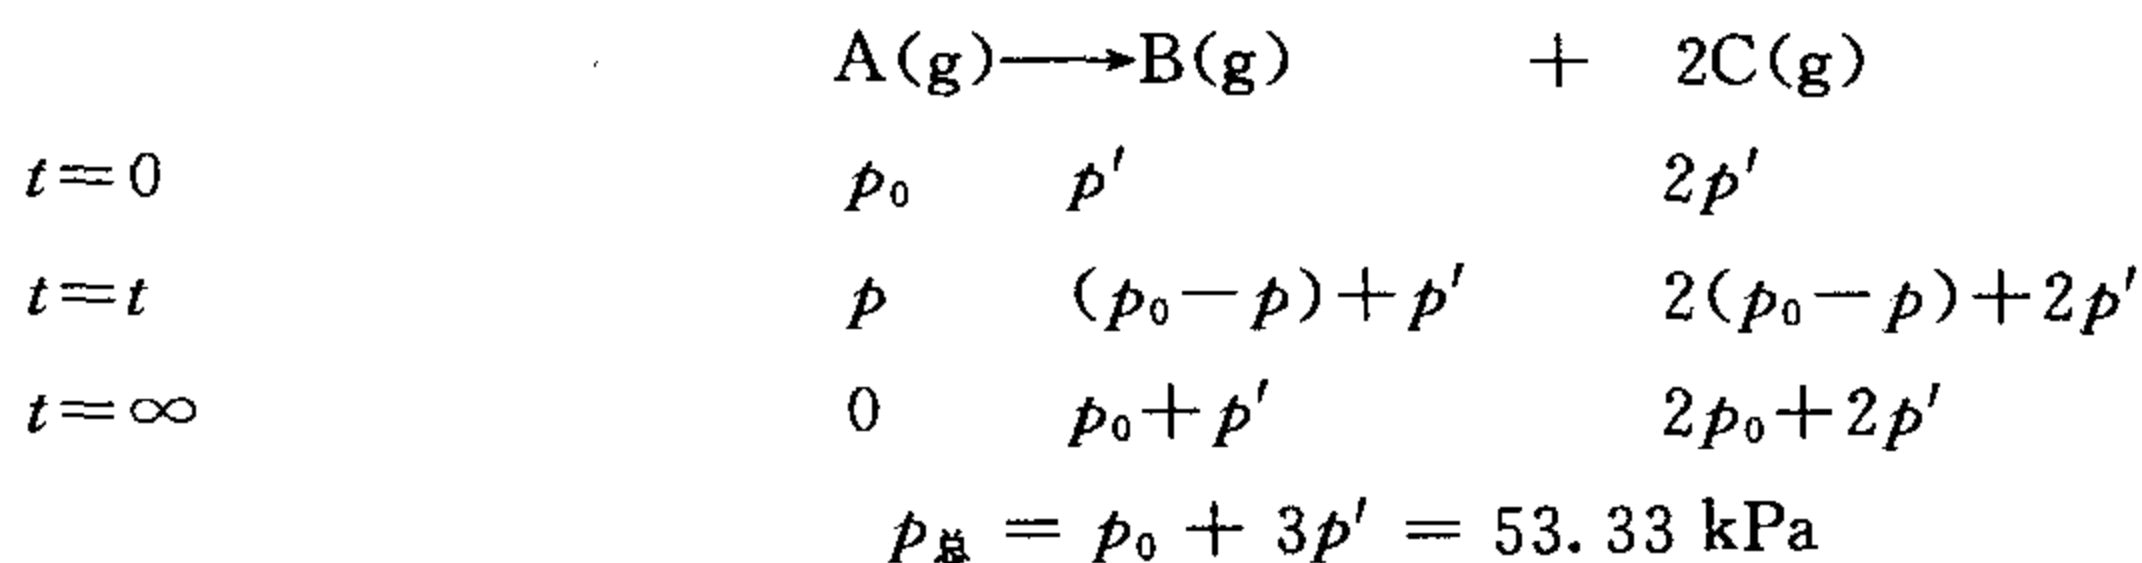 A(g)⟶B(g) + 2C(g)
t=0 p₀ p′ 2p′
t=t p (p₀−p)+p′ 2(p₀−p)+2p′
t=∞ 0 p₀+p′ 2p₀+2p′
p总 = p₀ + 3p′ = 53.33 kPa